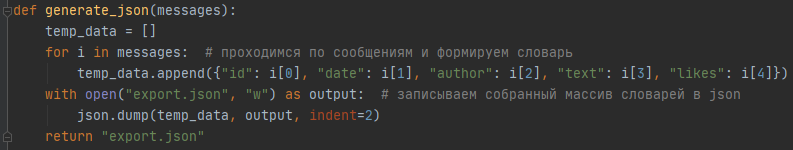 def generate_json(messages):
    temp_data = []
    for i in messages:  # проходимся по сообщениям и формируем словарь
        temp_data.append({"id": i[0], "date": i[1], "author": i[2], "text": i[3], "likes": i[4]})
    with open("export.json", "w") as output:  # записываем собранный массив словарей в json
        json.dump(temp_data, output, indent=2)
    return "export.json"